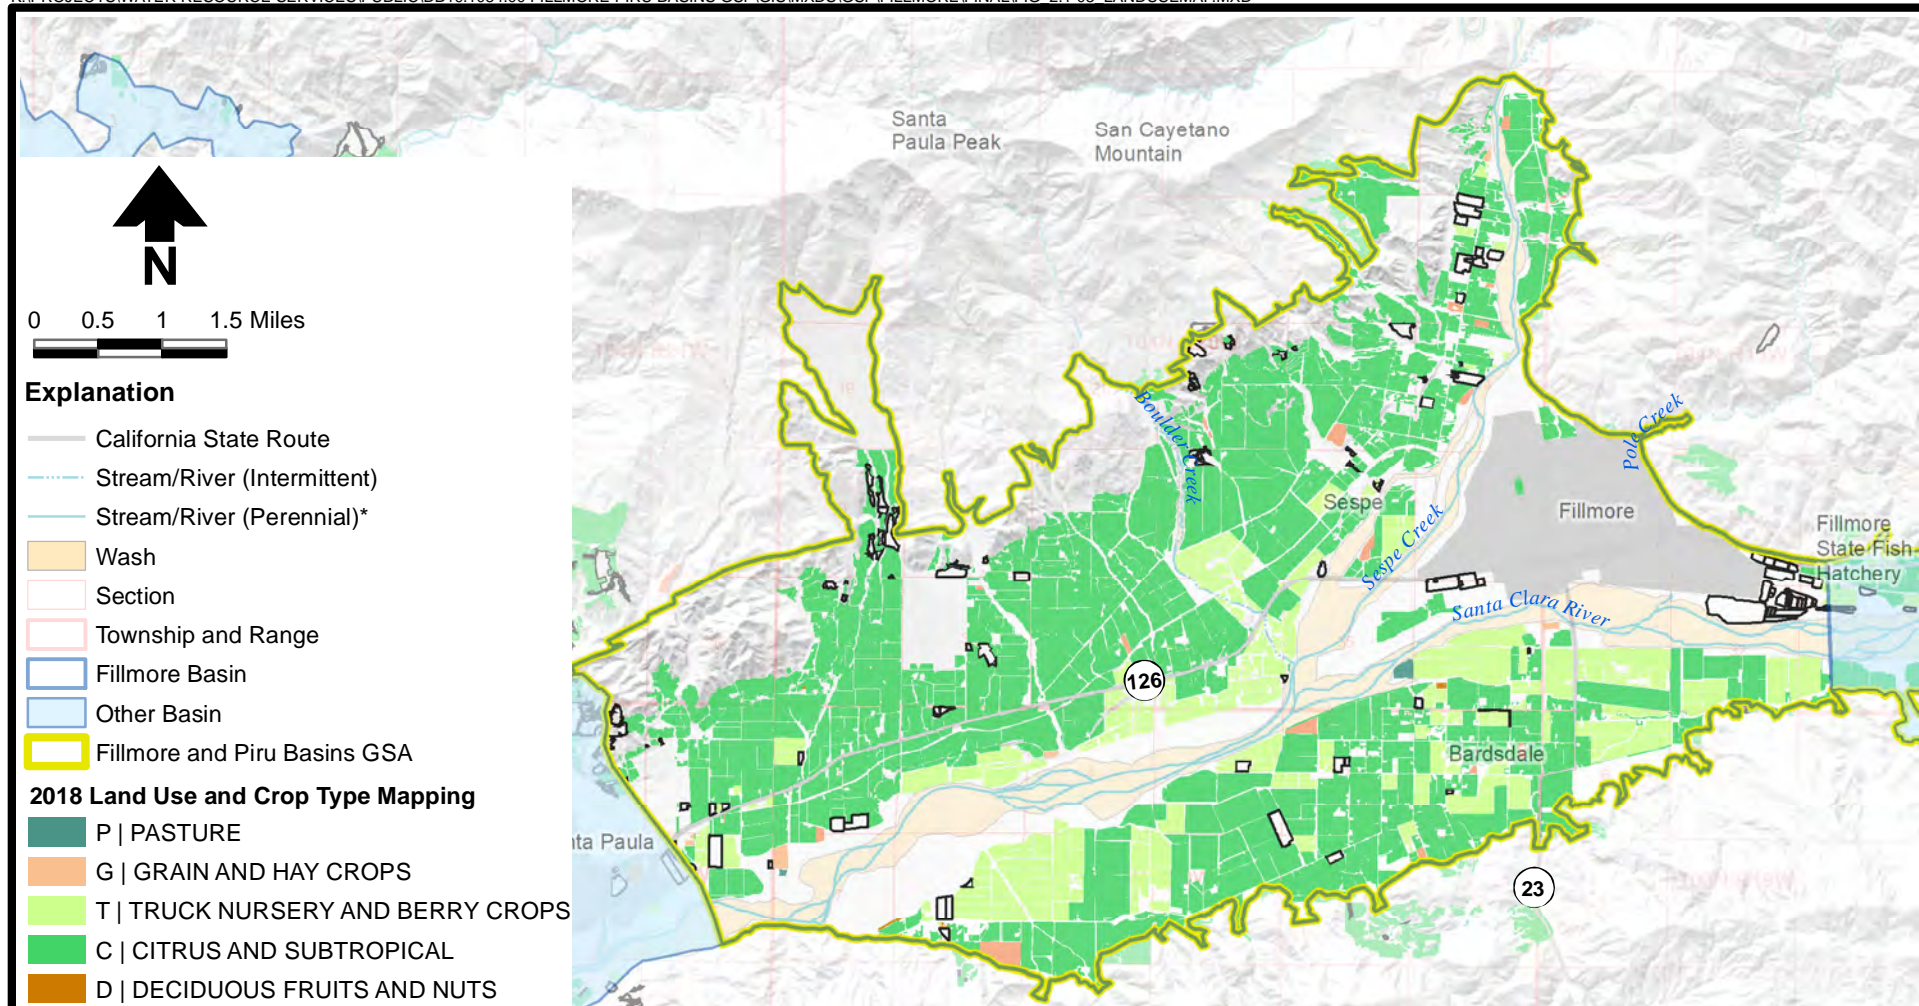 Santa
Paula Peak
San Cayetano
Mountain
N
0 0.5 1 1.5 Miles
Explanation
California State Route
Stream/River (Intermittent)
Stream/River (Perennial)*
Wash
Section
Township and Range
Fillmore Basin
Other Basin
Fillmore and Piru Basins GSA
2018 Land Use and Crop Type Mapping
P | PASTURE
G | GRAIN AND HAY CROPS
T | TRUCK NURSERY AND BERRY CROPS
C | CITRUS AND SUBTROPICAL
D | DECIDUOUS FRUITS AND NUTS
Boulder Creek
Pole Creek
Sespe
Sespe Creek
Fillmore
Fillmore
State Fish
Hatchery
Santa Clara River
126
Bardsdale
nta Paula
23